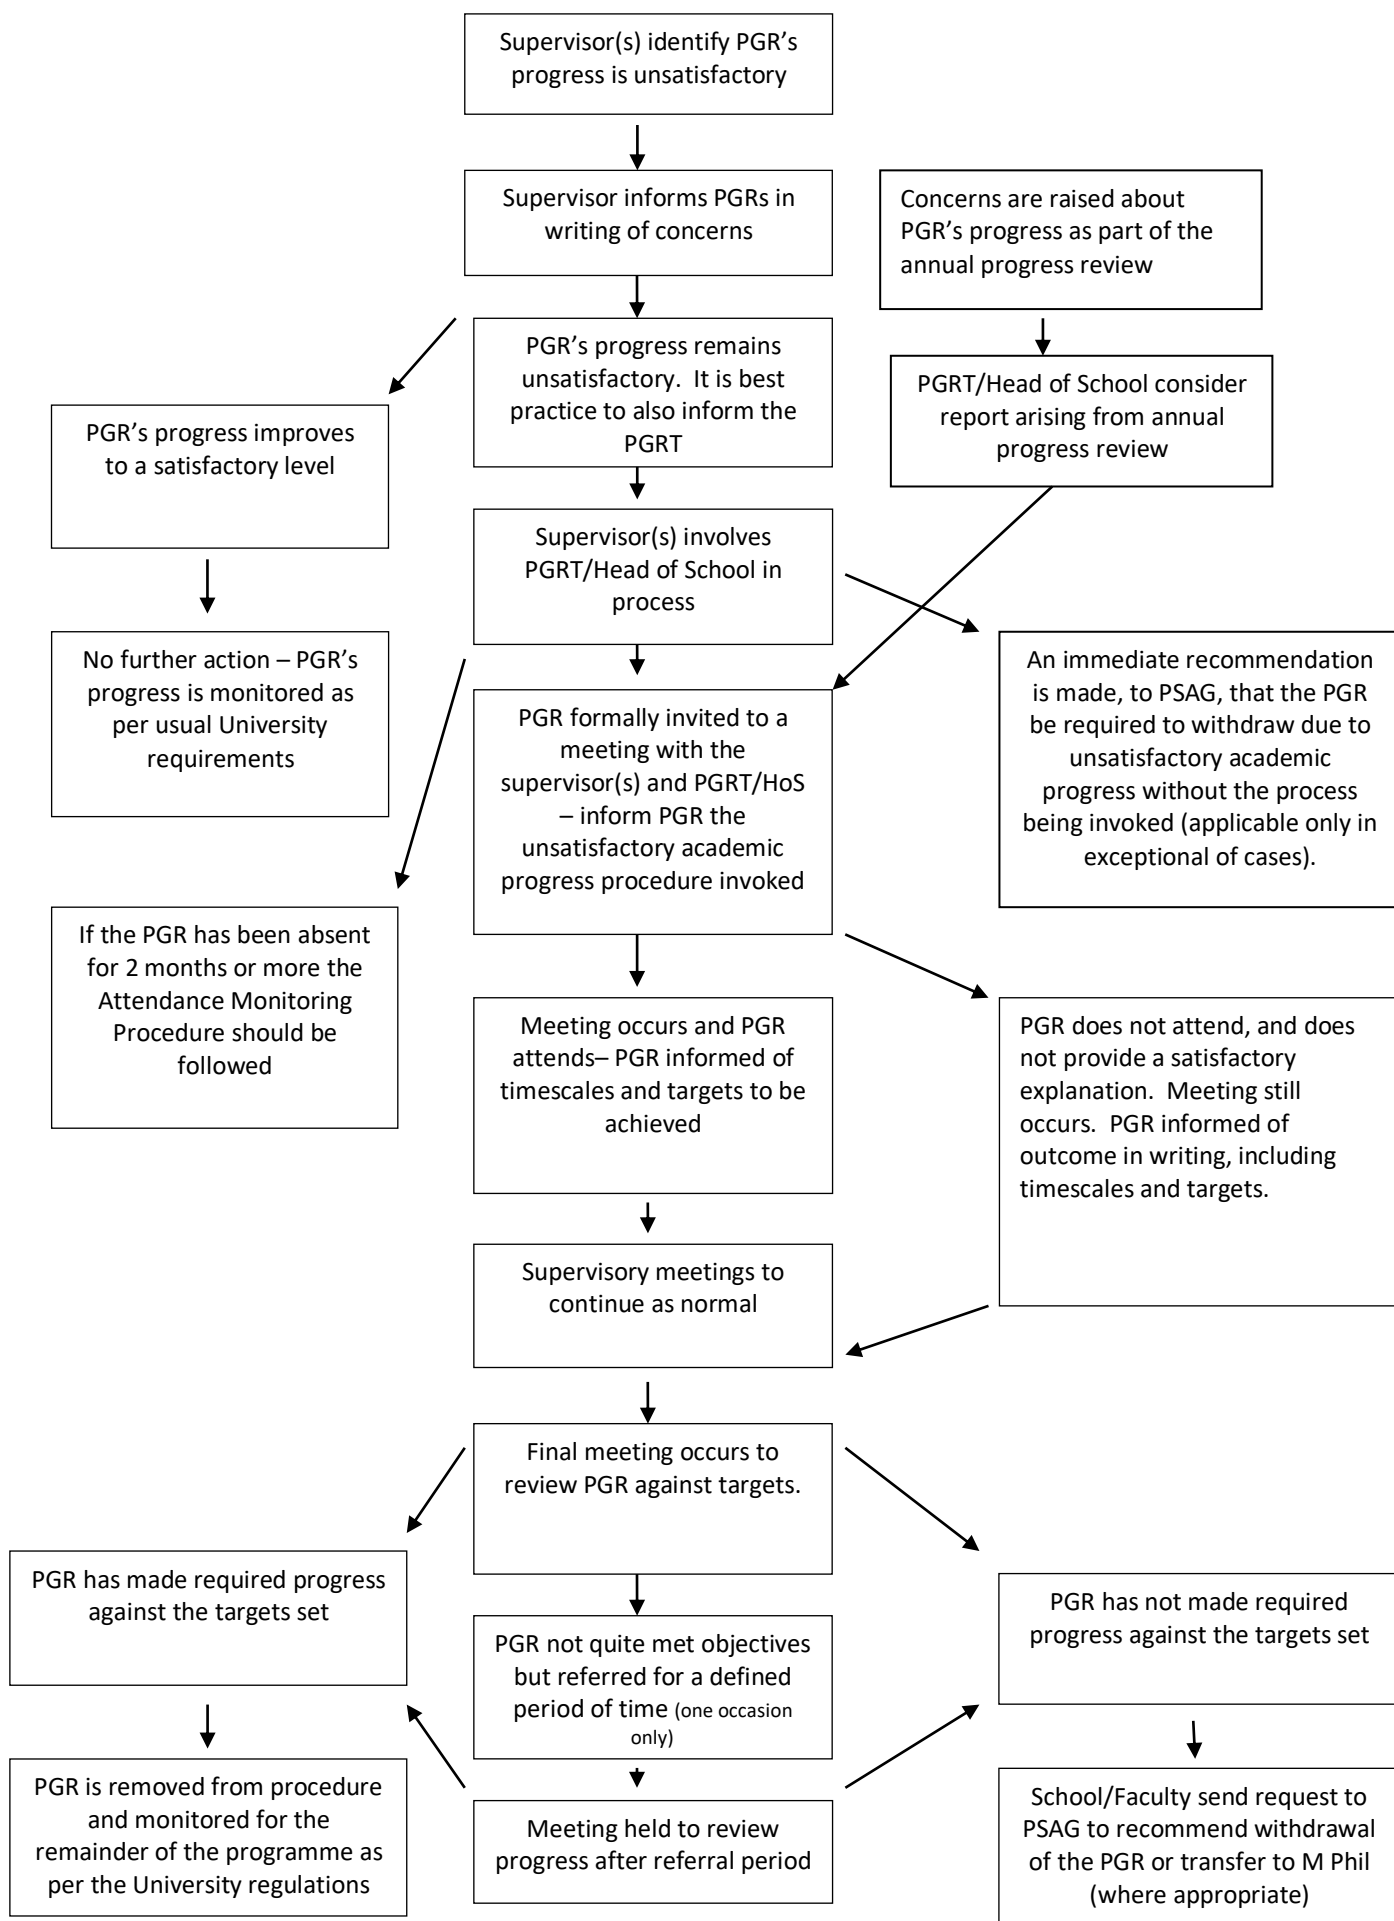 Supervisor(s) identify PGR’s
progress is unsatisfactory
Supervisor informs PGRs in
writing of concerns
Concerns are raised about
PGR’s progress as part of the
annual progress review
PGR’s progress remains
unsatisfactory.  It is best
practice to also inform the
PGRT
PGRT/Head of School consider
report arising from annual
progress review
PGR’s progress improves
to a satisfactory level
Supervisor(s) involves
PGRT/Head of School in
process
No further action – PGR’s
progress is monitored as
per usual University
requirements
An immediate recommendation
is made, to PSAG, that the PGR
be required to withdraw due to
unsatisfactory academic
progress without the process
being invoked (applicable only in
exceptional of cases).
PGR formally invited to a
meeting with the
supervisor(s) and PGRT/HoS
– inform PGR the
unsatisfactory academic
progress procedure invoked
If the PGR has been absent
for 2 months or more the
Attendance Monitoring
Procedure should be
followed
Meeting occurs and PGR
attends– PGR informed of
timescales and targets to be
achieved
PGR does not attend, and does
not provide a satisfactory
explanation.  Meeting still
occurs.  PGR informed of
outcome in writing, including
timescales and targets.
Supervisory meetings to
continue as normal
Final meeting occurs to
review PGR against targets.
PGR has made required progress
against the targets set
PGR not quite met objectives
but referred for a defined
period of time (one occasion
only)
PGR has not made required
progress against the targets set
PGR is removed from procedure
and monitored for the
remainder of the programme as
per the University regulations
Meeting held to review
progress after referral period
School/Faculty send request to
PSAG to recommend withdrawal
of the PGR or transfer to M Phil
(where appropriate)